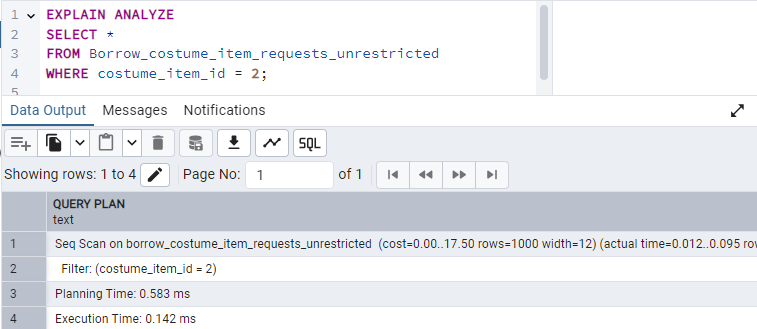 1 EXPLAIN ANALYZE
2 SELECT *
3 FROM Borrow_costume_item_requests_unrestricted
4 WHERE costume_item_id = 2;
5
Data Output Messages Notifications
SQL
Showing rows: 1 to 4 Page No: 1 of 1
QUERY PLAN
text
1 Seq Scan on borrow_costume_item_requests_unrestricted (cost=0.00..17.50 rows=1000 width=12) (actual time=0.012..0.095
2 Filter: (costume_item_id = 2)
3 Planning Time: 0.583 ms
4 Execution Time: 0.142 ms